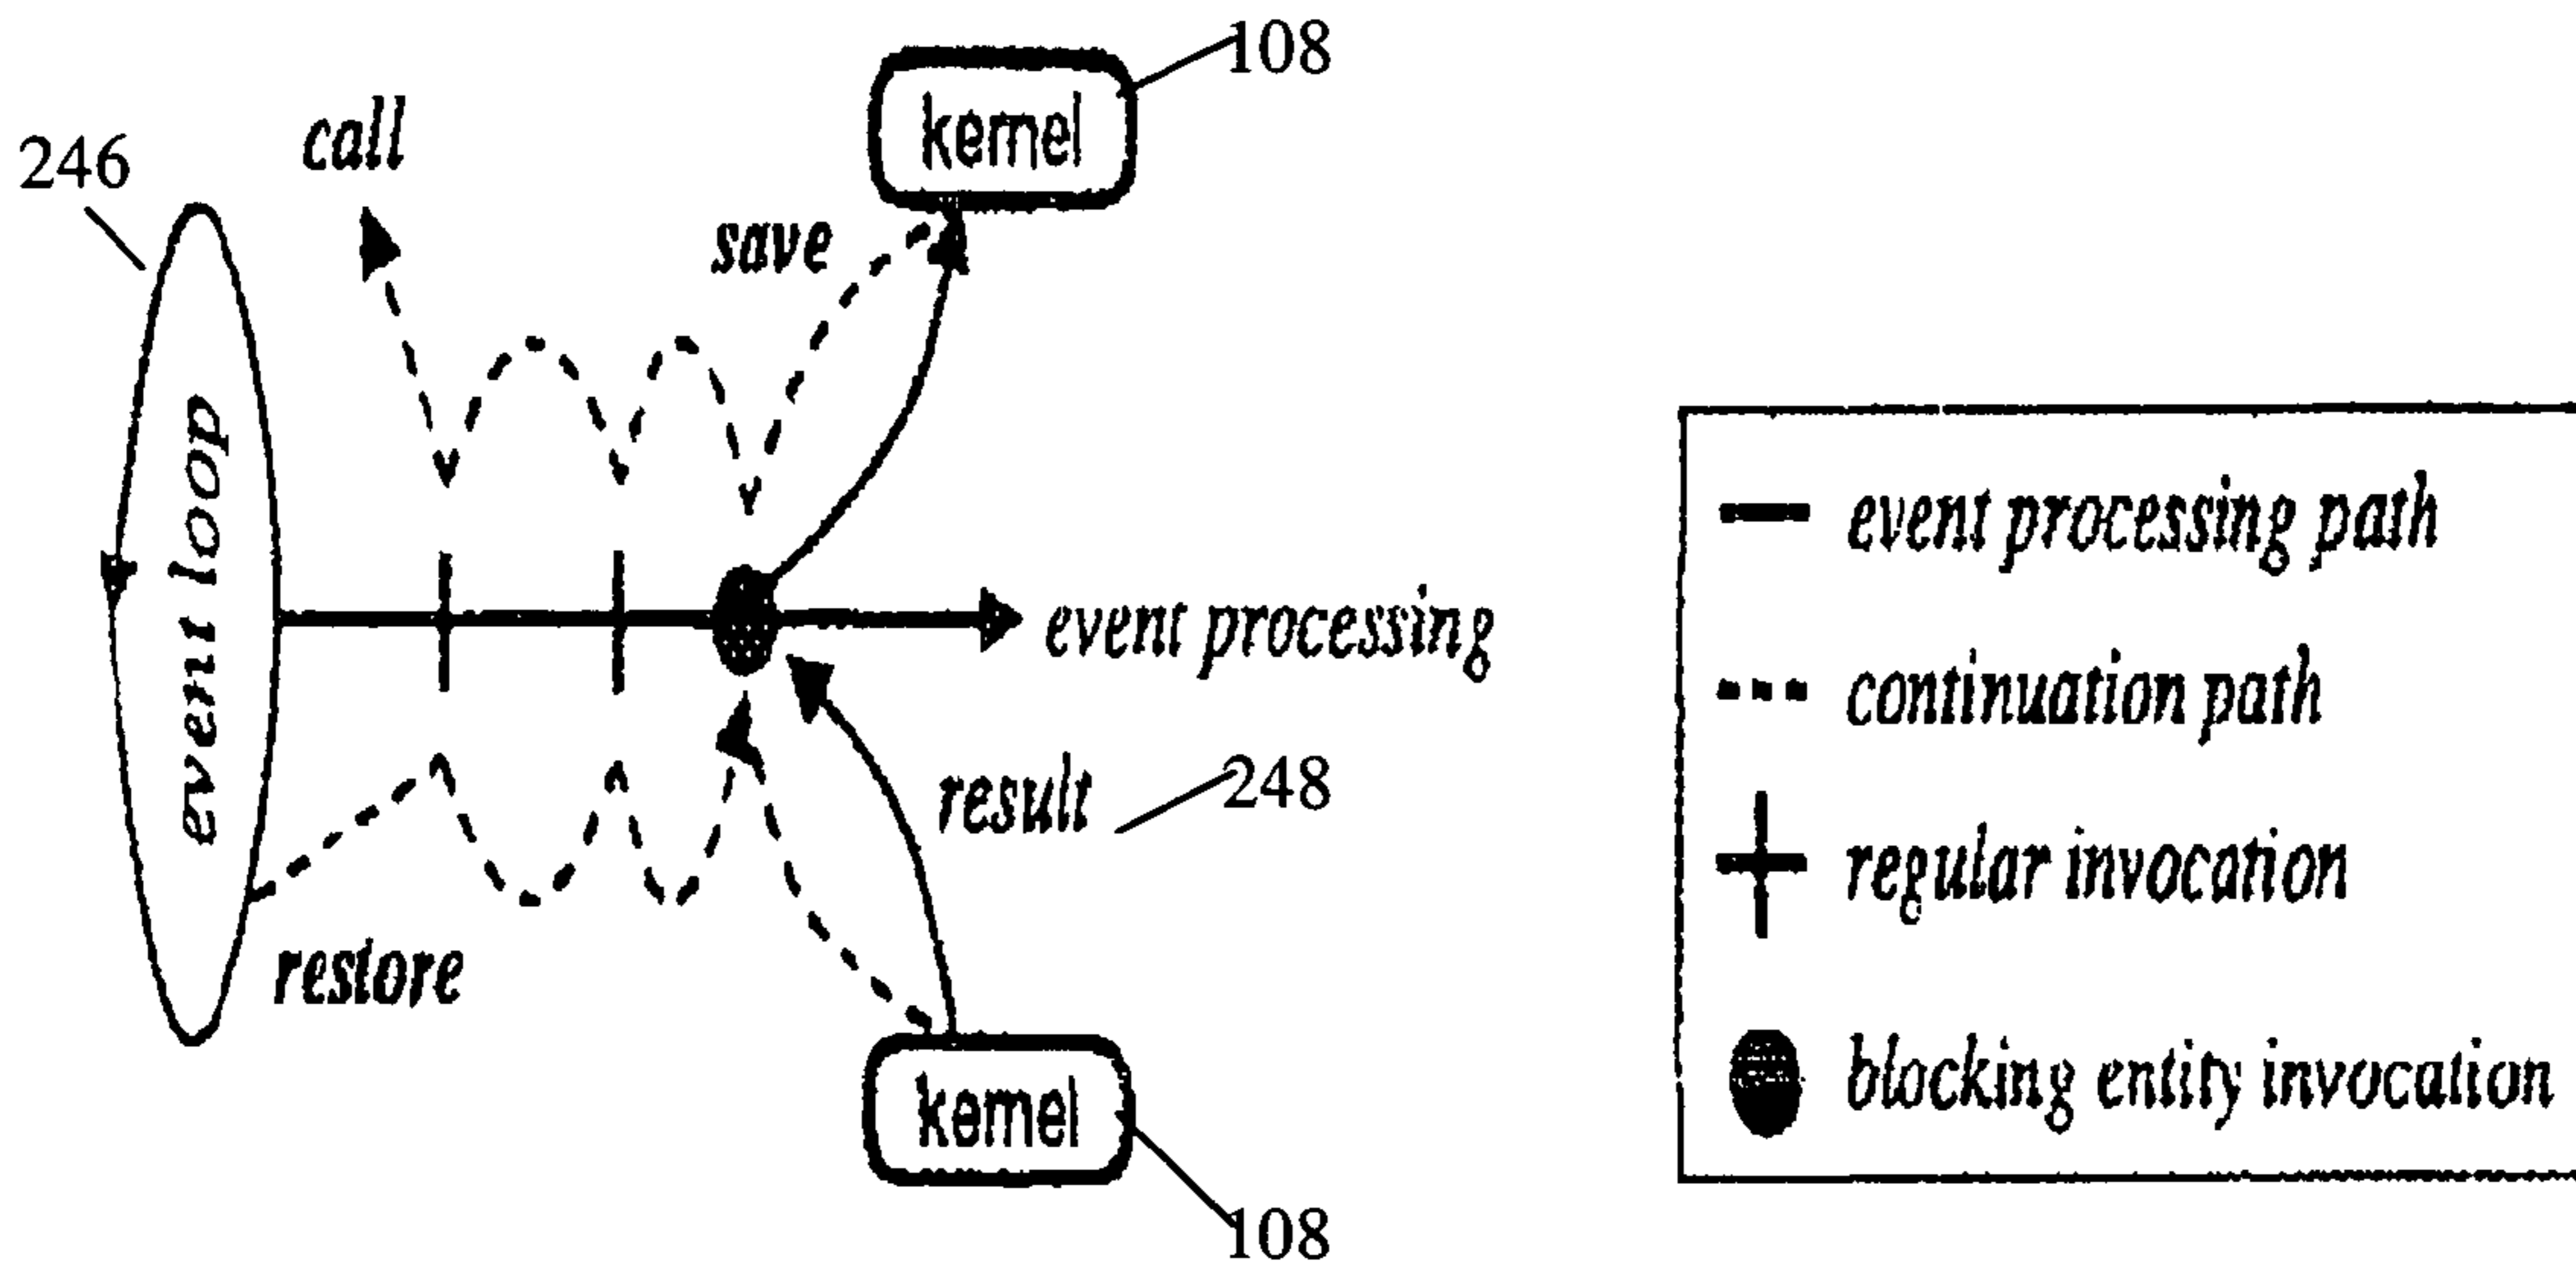 108
kernel
call
246
save
event loop
event processing
result
248
restore
kernel
108
event processing path
continuation path
regular invocation
blocking entity invocation